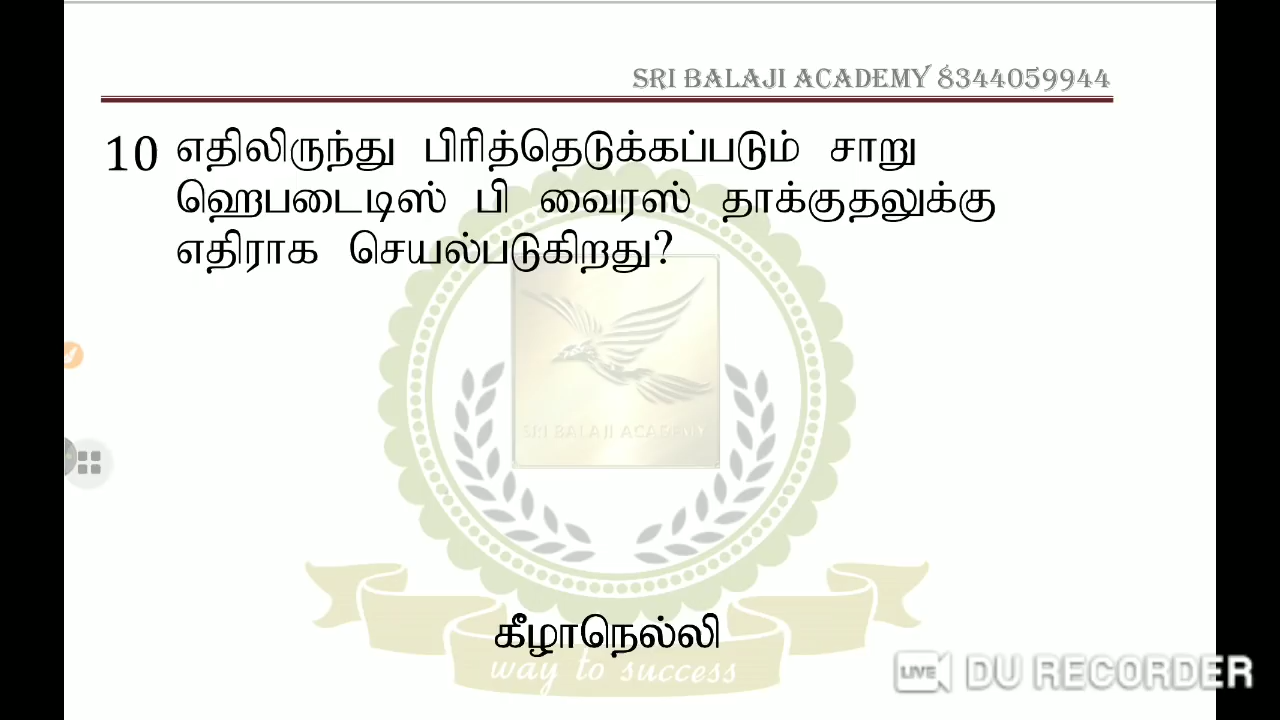 SRI BALAJI ACADEMY 8344059944
10 எதிலிருந்து பிரித்தெடுக்கப்படும் சாறு
ஹெபடைடிஸ் பி வைரஸ் தாக்குதலுக்கு
எதிராக செயல்படுகிறது?
SRI BALAJI ACADEMY
கீழாநெல்லி
way to success
LIVE DU RECORDER